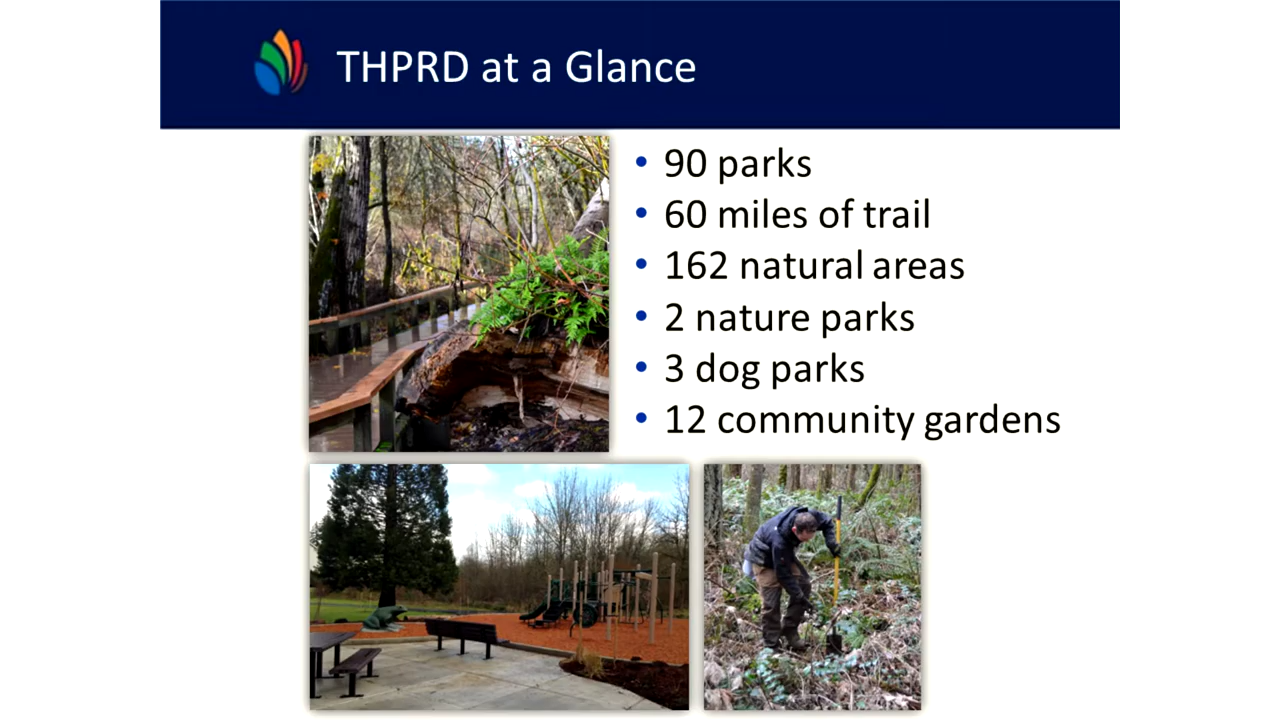 THPRD at a Glance
• 90 parks
• 60 miles of trail
• 162 natural areas
• 2 nature parks
• 3 dog parks
• 12 community gardens